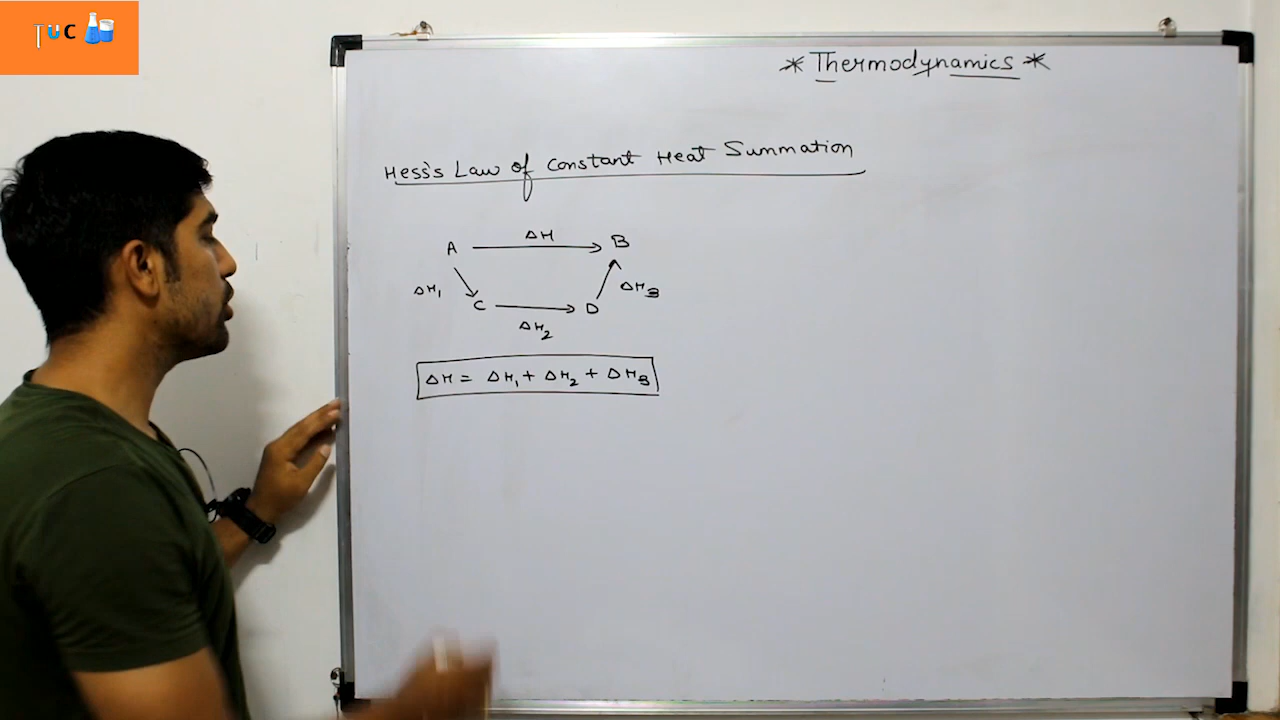 TUC
* Thermodynamics *
Hess's Law of Constant Heat Summation
A ΔH B
ΔH₁ C D ΔH₃
ΔH₂
ΔH = ΔH₁ + ΔH₂ + ΔH₃